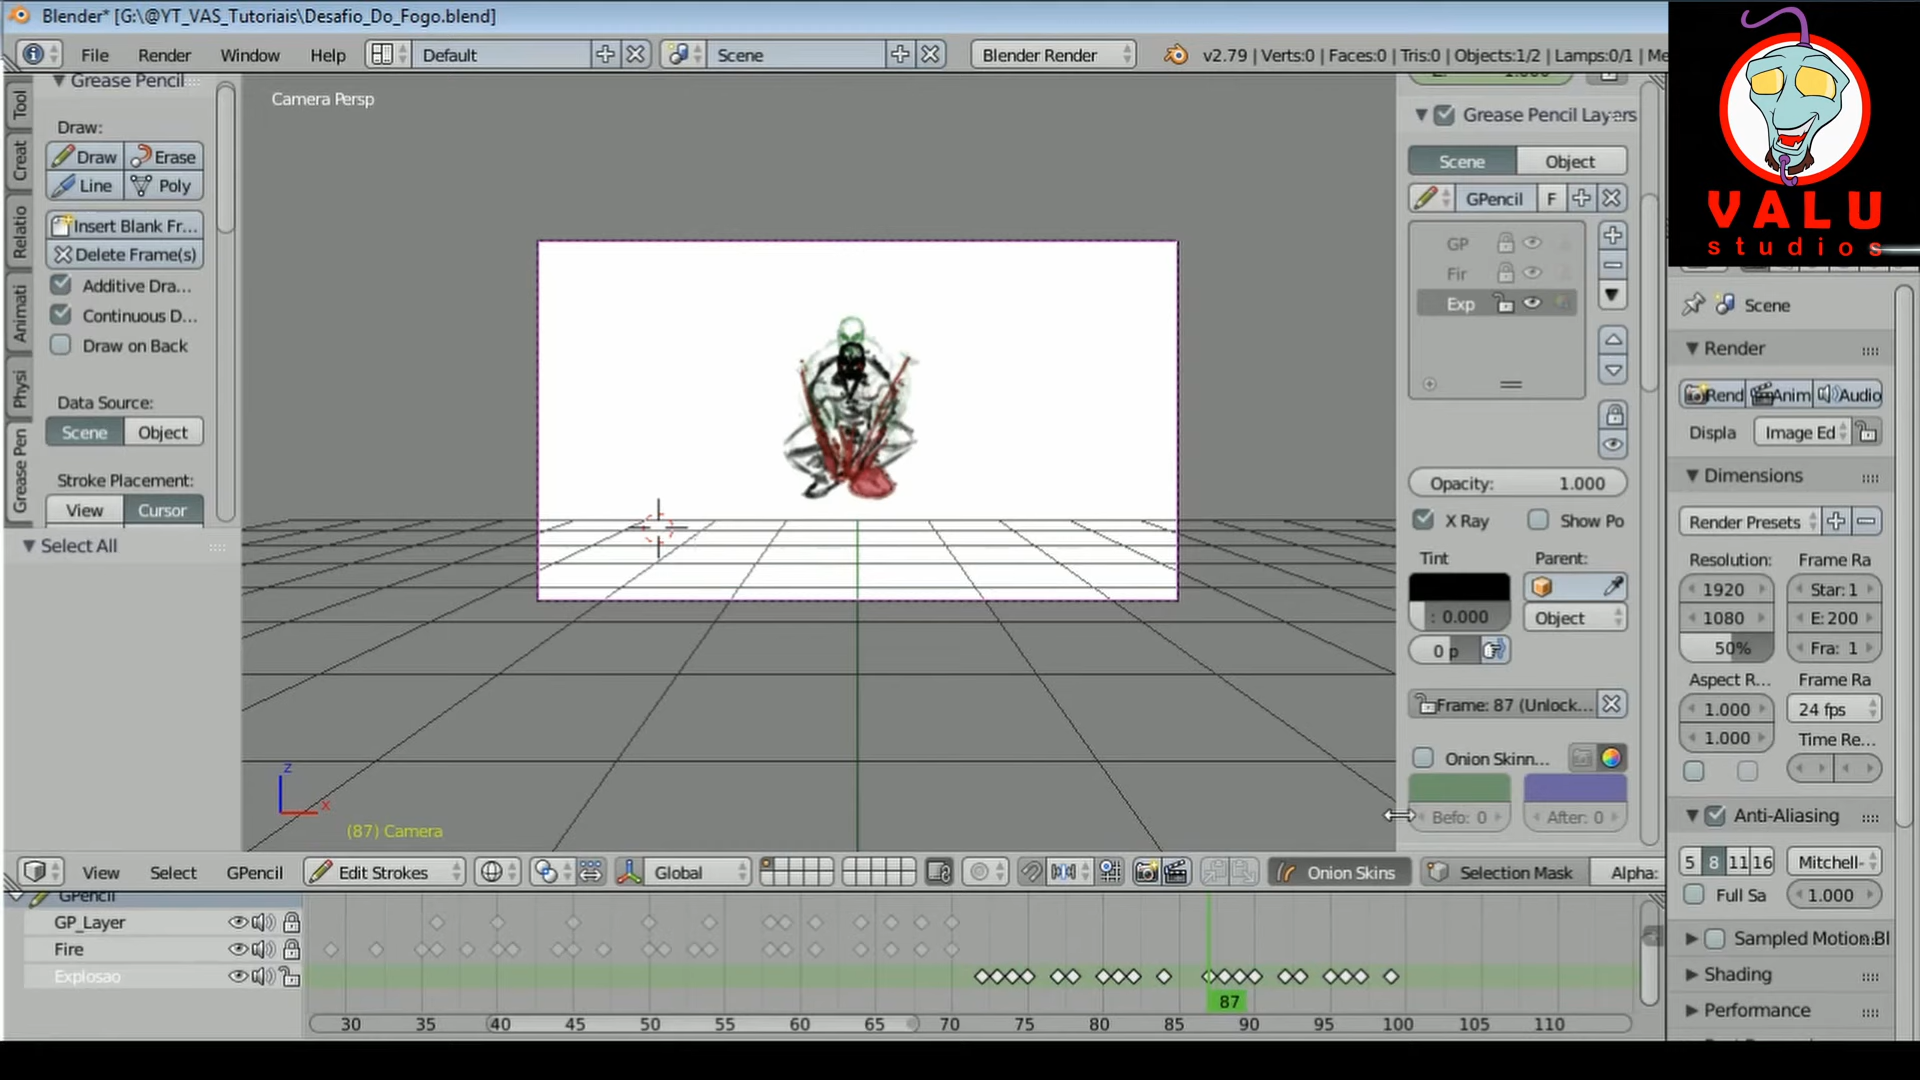 Blender* [G:\@YT_VAS_Tutoriais\Desafio_Do_Fogo.blend]
File Render Window Help Default Scene Blender Render v2.79 | Verts:0 | Faces:0 | Tris:0 | Objects:1/2 | Lamps:0/1 | Me
VALU
studios
Tool
Creat
Relatio
Animati
Physi
Grease Pen
Grease Pencil
Draw:
Draw Erase
Line Poly
Insert Blank Fr...
Delete Frame(s)
Additive Dra...
Continuous D...
Draw on Back
Data Source:
Scene Object
Stroke Placement:
View Cursor
Select All
Camera Persp
z
x
(87) Camera
Grease Pencil Layers
Scene Object
GPencil F
GP
Fir
Exp
Opacity: 1.000
X Ray Show Po
Tint Parent:
: 0.000 Object
0 p
Frame: 87 (Unlock...
Onion Skinn...
Befo: 0 After: 0
Scene
Render
Rend Anim Audio
Displa Image Ed
Dimensions
Render Presets
Resolution: Frame Ra
1920 Star: 1
1080 E: 200
50% Fra: 1
Aspect R... Frame Ra
1.000 24 fps
1.000 Time Re...
Anti-Aliasing
5 8 11 16 Mitchell-
Full Sa 1.000
Sampled Motion Bl
Shading
Performance
View Select GPencil Edit Strokes Global Onion Skins Selection Mask Alpha:
GPencil
GP_Layer
Fire
Explosao
87
30 35 40 45 50 55 60 65 70 75 80 85 90 95 100 105 110